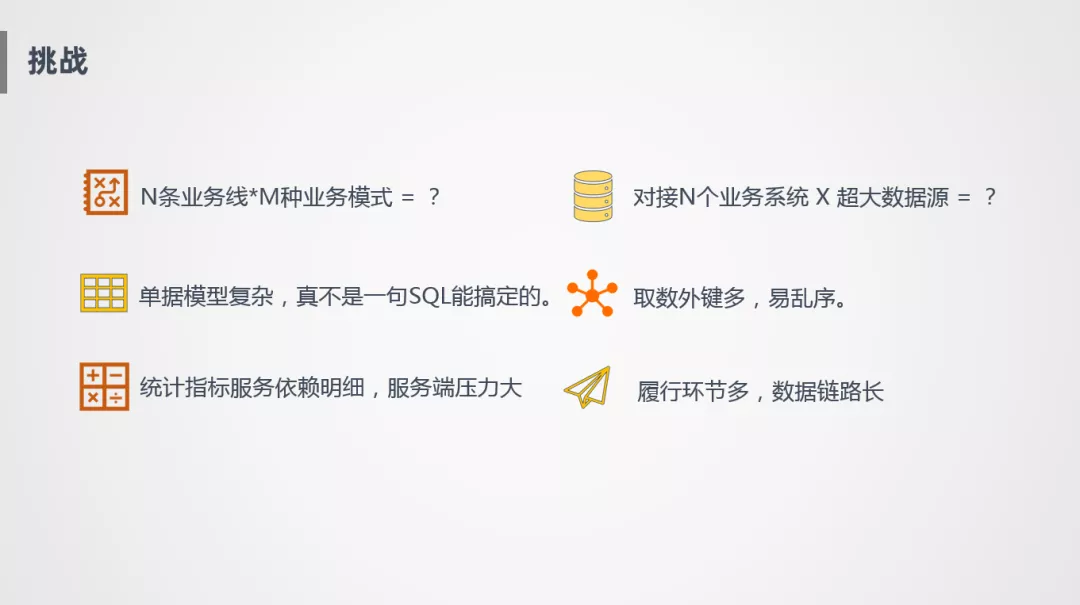 挑战
N条业务线*M种业务模式 = ？
对接N个业务系统 X 超大数据源 = ？
单据模型复杂，真不是一句SQL能搞定的。
取数外键多，易乱序。
统计指标服务依赖明细，服务端压力大
履行环节多，数据链路长